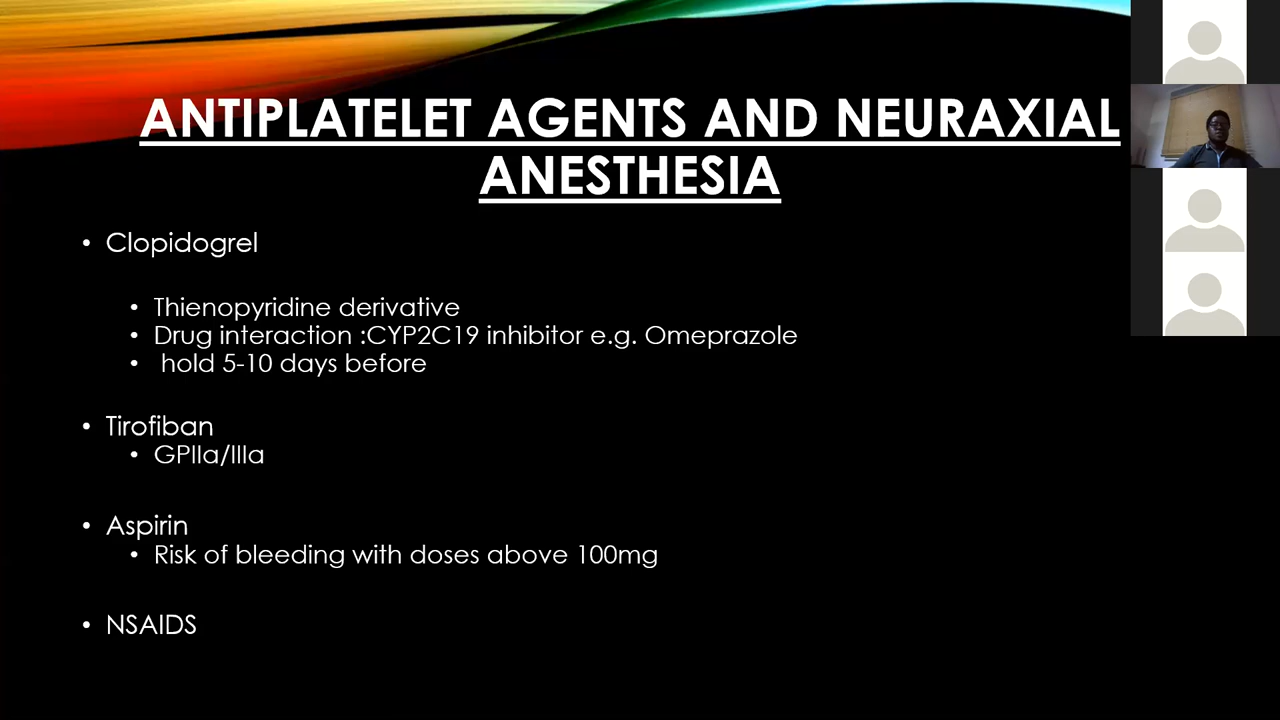 ANTIPLATELET AGENTS AND NEURAXIAL
ANESTHESIA
• Clopidogrel
• Thienopyridine derivative
• Drug interaction :CYP2C19 inhibitor e.g. Omeprazole
• hold 5-10 days before
• Tirofiban
• GPIIa/IIIa
• Aspirin
• Risk of bleeding with doses above 100mg
• NSAIDS